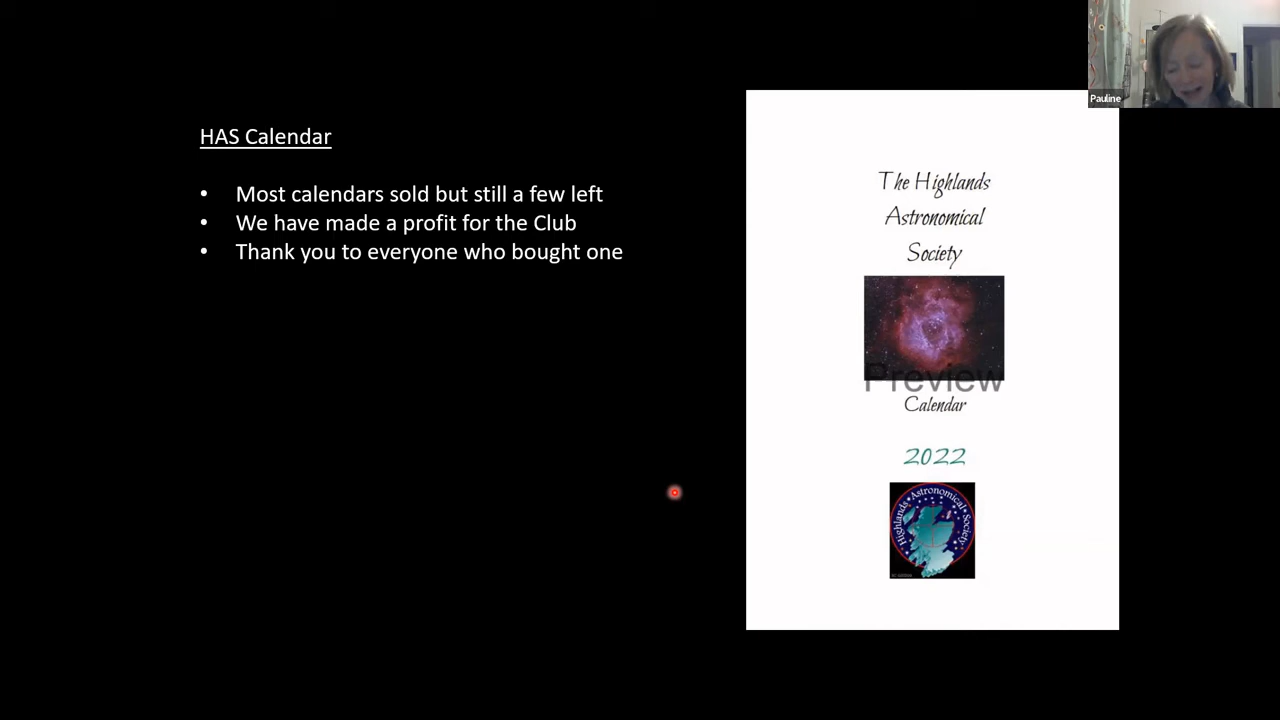 Pauline
HAS Calendar
• Most calendars sold but still a few left
• We have made a profit for the Club
• Thank you to everyone who bought one
The Highlands
Astronomical
Society
Preview
Calendar
2022
Highlands • Astronomical • Society